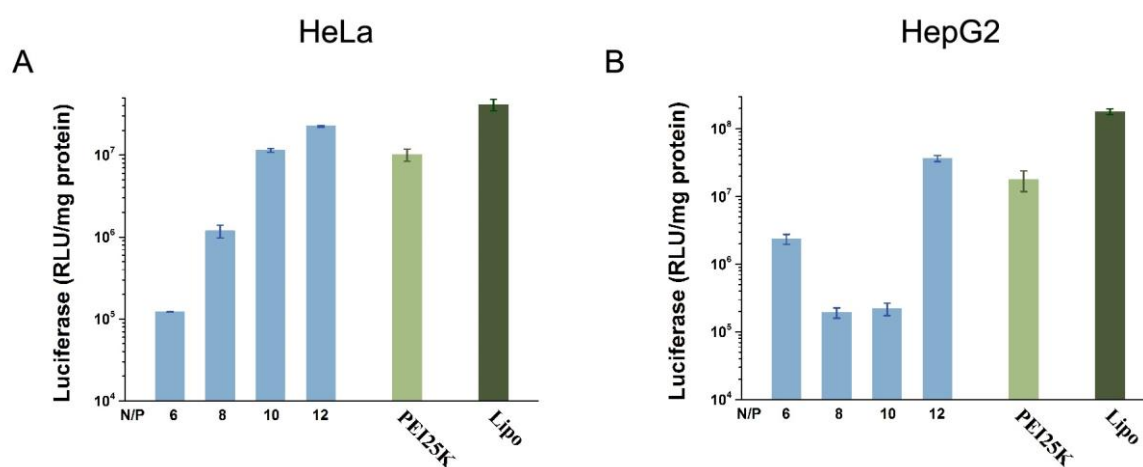 HeLa
A
Luciferase (RLU/mg protein)
10^7
10^6
10^5
10^4
N/P 6 8 10 12 PEI25K Lipo
HepG2
B
Luciferase (RLU/mg protein)
10^8
10^7
10^6
10^5
10^4
N/P 6 8 10 12 PEI25K Lipo